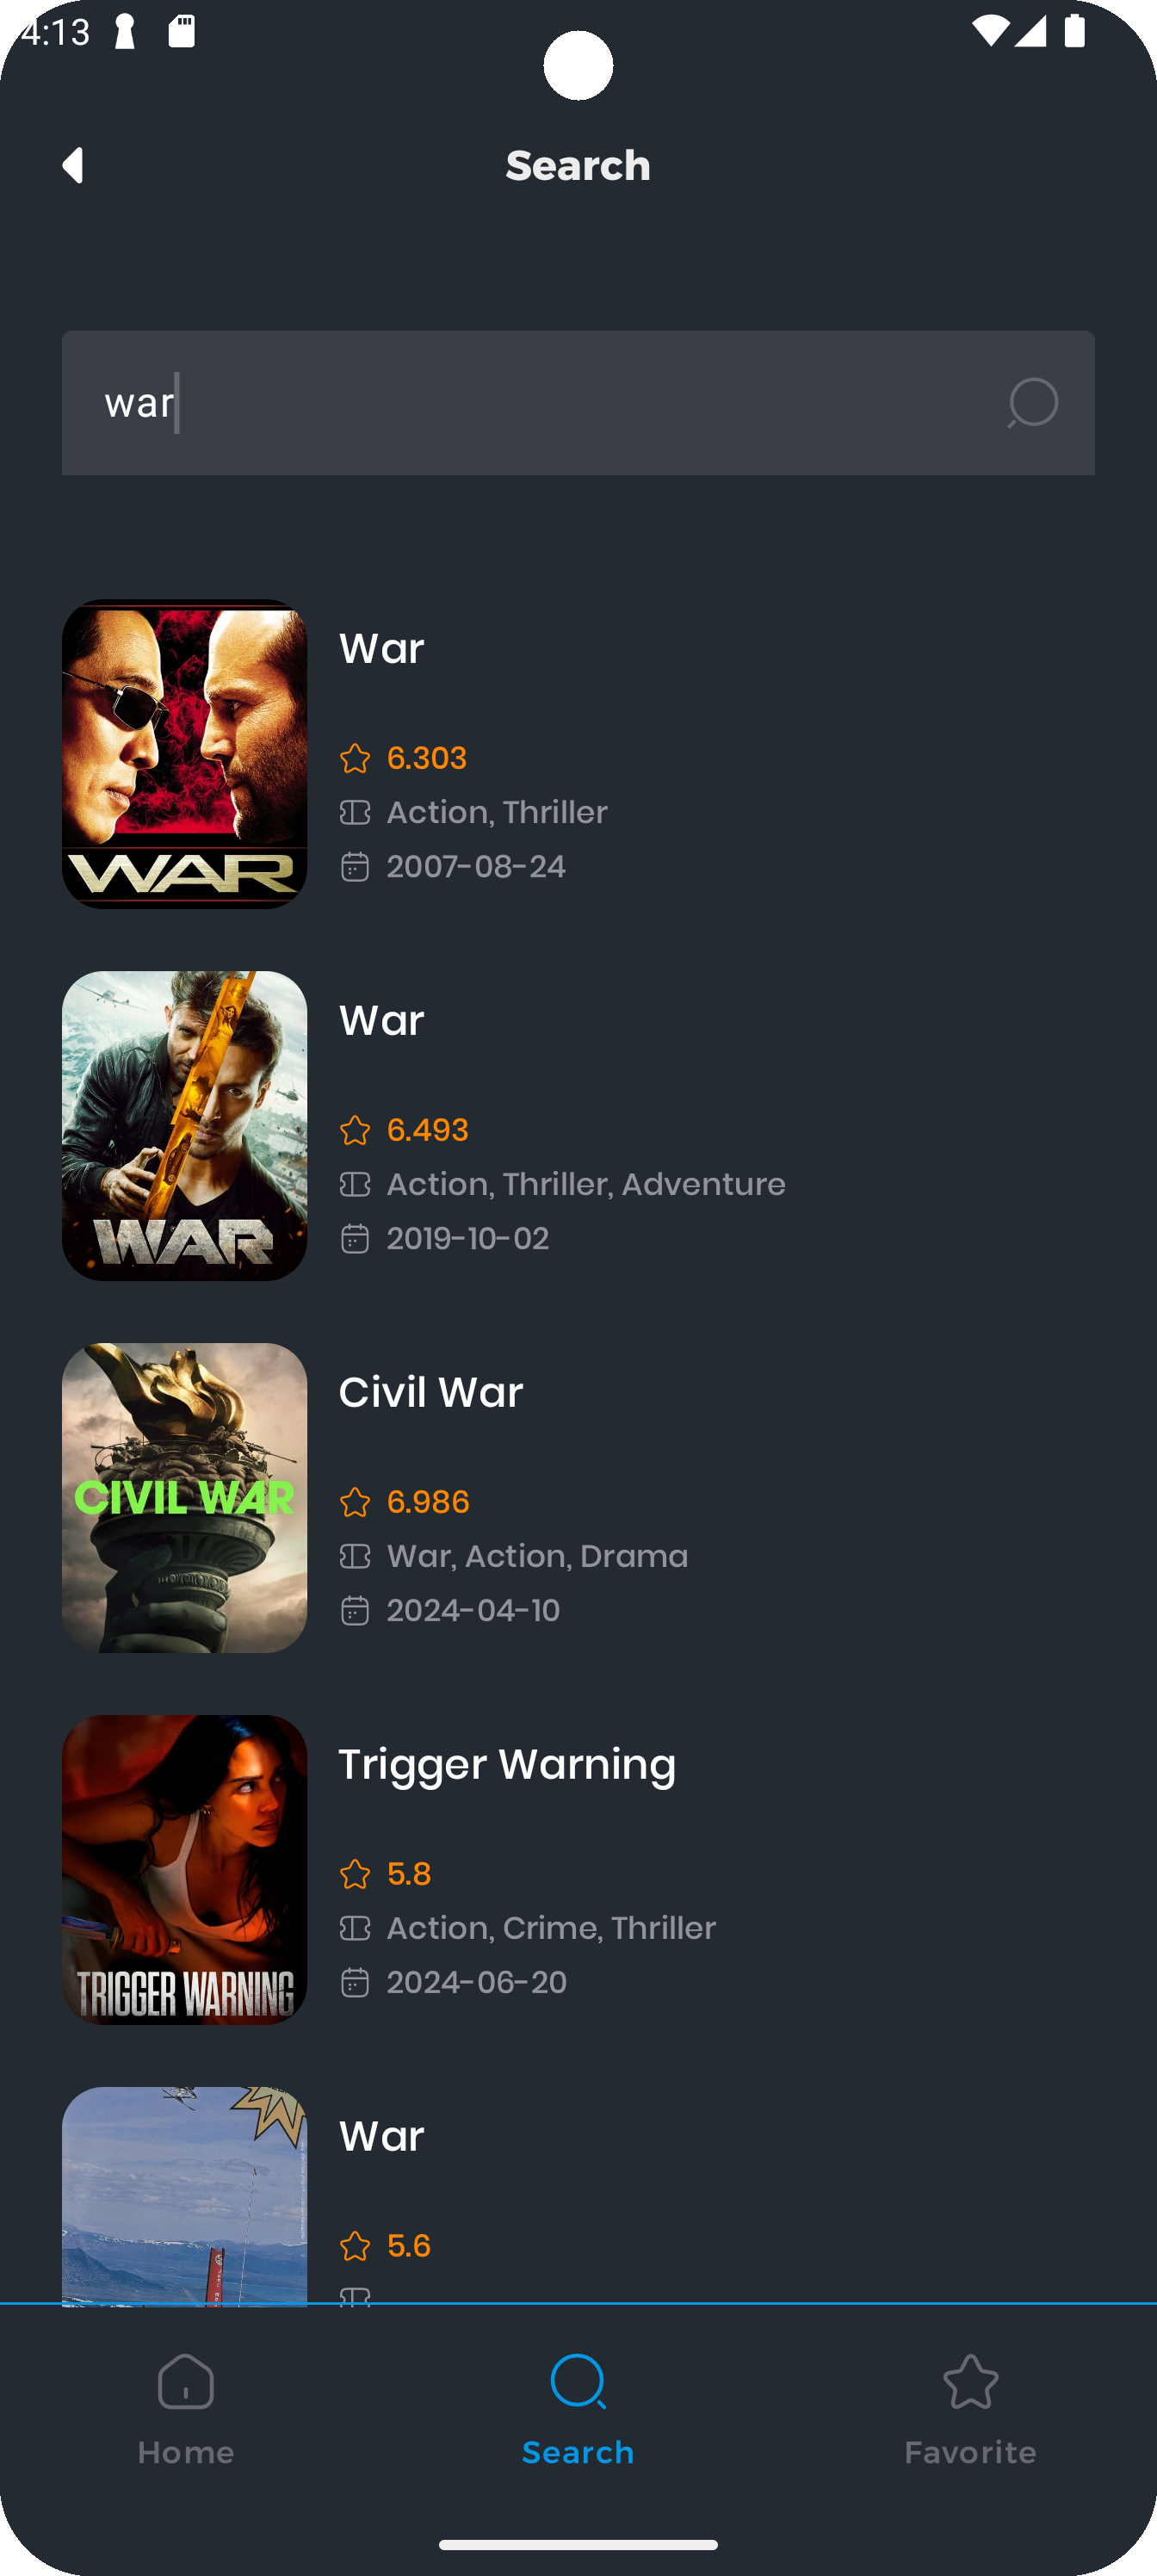 4:13
Search
war
War
6.303
Action, Thriller
2007-08-24
WAR
War
6.493
Action, Thriller, Adventure
2019-10-02
WAR
Civil War
6.986
War, Action, Drama
2024-04-10
CIVIL WAR
Trigger Warning
5.8
Action, Crime, Thriller
2024-06-20
TRIGGER WARNING
War
5.6
Home
Search
Favorite